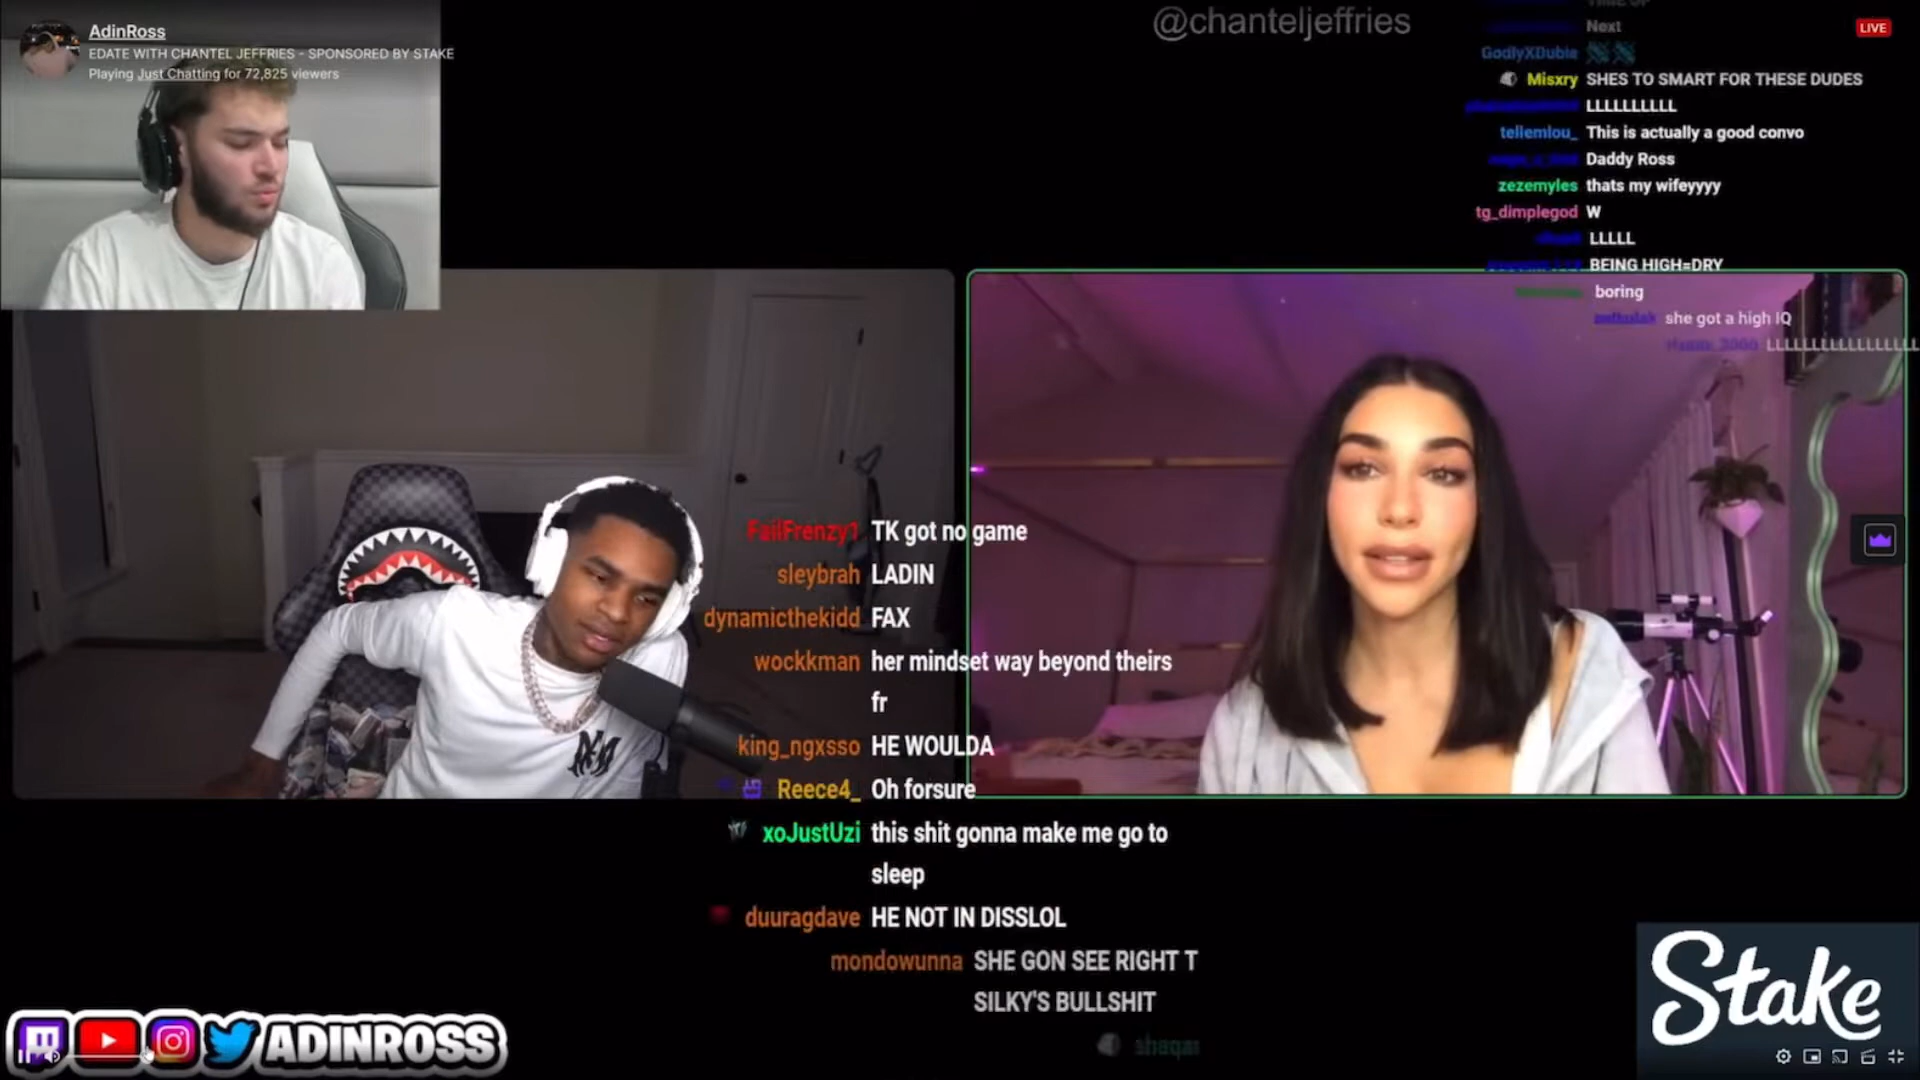 AdinRoss
EDATE WITH CHANTEL JEFFRIES - SPONSORED BY STAKE
Playing Just Chatting for 72,825 viewers
@chanteljeffries
LIVE
Next
GodlyXDubie
Misxry SHES TO SMART FOR THESE DUDES
LLLLLLLLLL
tellemlou_ This is actually a good convo
Daddy Ross
zezemyles thats my wifeyyyy
tg_dimplegod W
LLLLL
BEING HIGH=DRY
boring
she got a high IQ
FailFrenzy1 TK got no game
sleybrah LADIN
dynamicthekidd FAX
wockkman her mindset way beyond theirs
fr
king_ngxsso HE WOULDA
Reece4_ Oh forsure
xoJustUzi this shit gonna make me go to
sleep
duuragdave HE NOT IN DISSLOL
mondowunna SHE GON SEE RIGHT T
SILKY'S BULLSHIT
ADINROSS
Stake